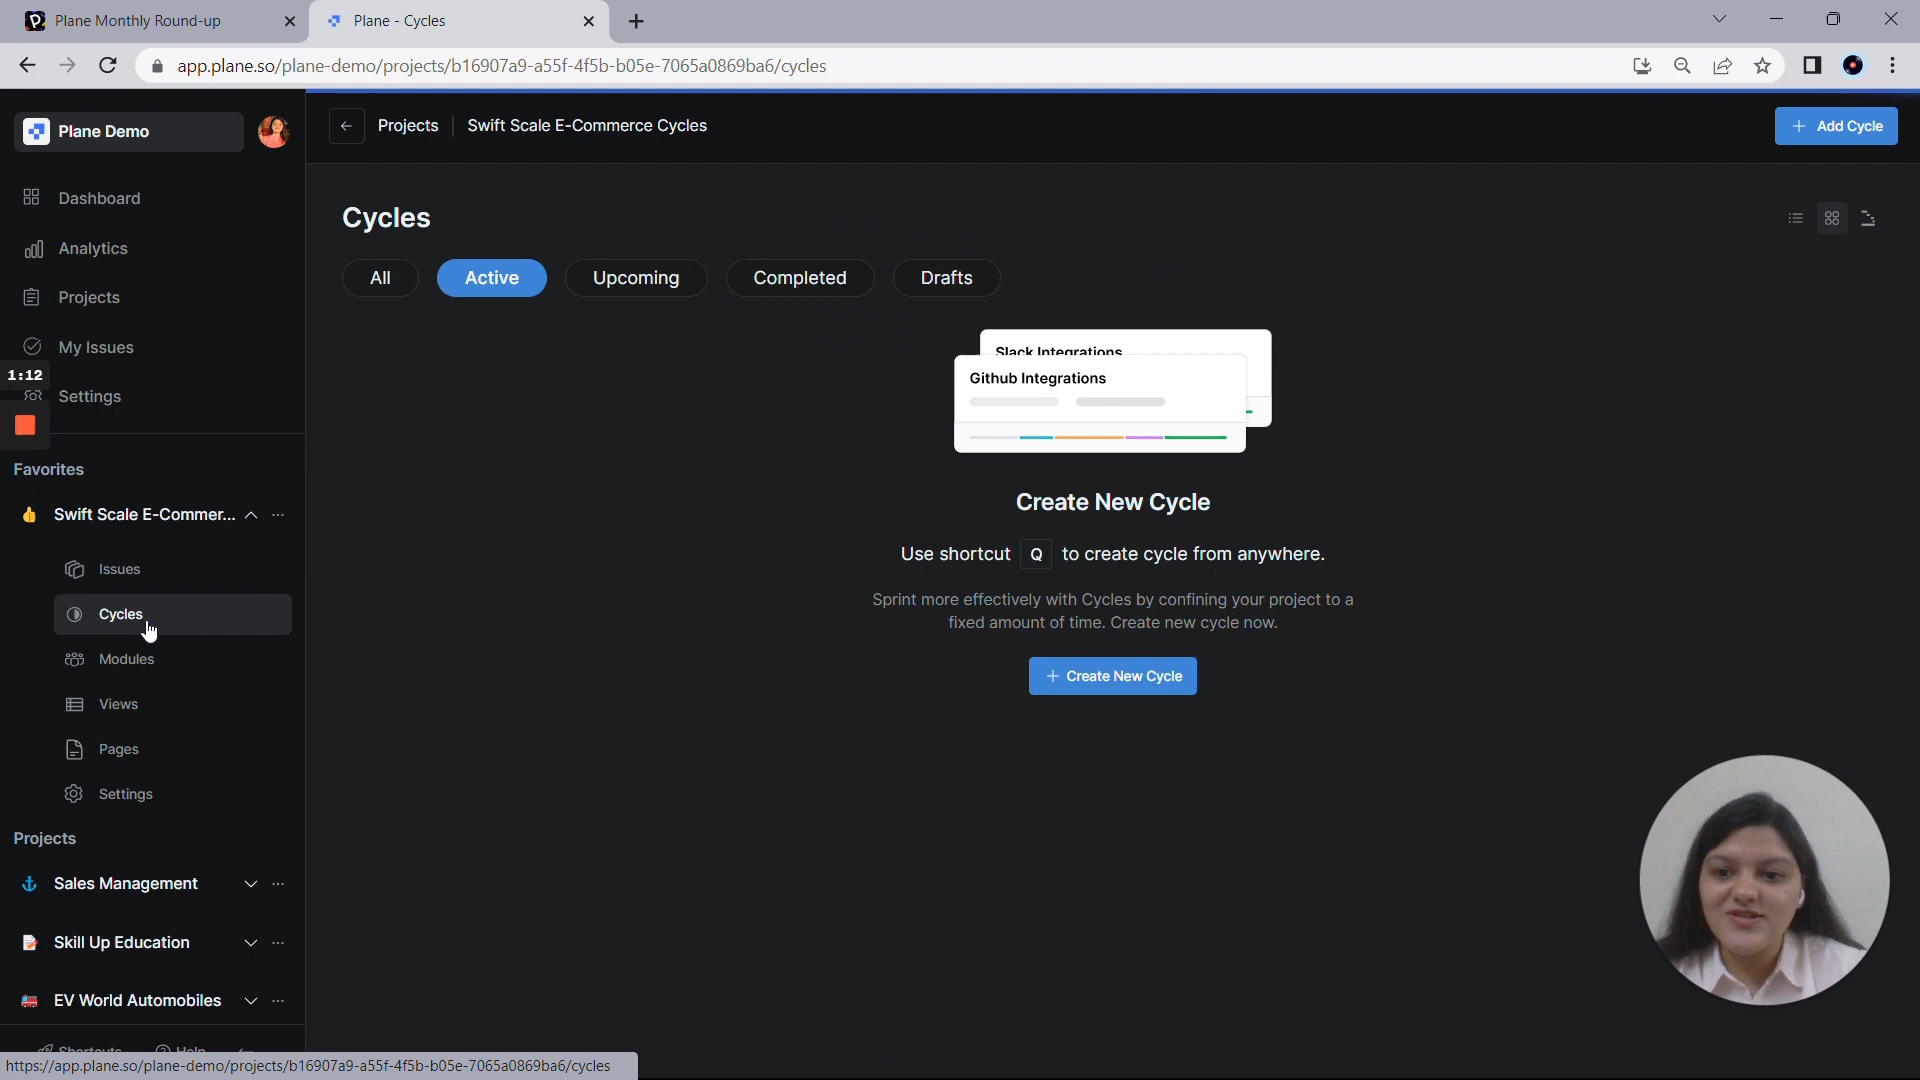 Plane Monthly Round-up
Plane - Cycles
app.plane.so/plane-demo/projects/b16907a9-a55f-4f5b-b05e-7065a0869ba6/cycles
Plane Demo
Projects
Swift Scale E-Commerce Cycles
+ Add Cycle
Dashboard
Analytics
Projects
My Issues
1:12
Settings
Favorites
Swift Scale E-Commer...
Issues
Cycles
Modules
Views
Pages
Settings
Projects
Sales Management
Skill Up Education
EV World Automobiles
Shortcuts
Help
https://app.plane.so/plane-demo/projects/b16907a9-a55f-4f5b-b05e-7065a0869ba6/cycles
Cycles
All
Active
Upcoming
Completed
Drafts
Slack Integrations
Github Integrations
Create New Cycle
Use shortcut Q to create cycle from anywhere.
Sprint more effectively with Cycles by confining your project to a
fixed amount of time. Create new cycle now.
+ Create New Cycle